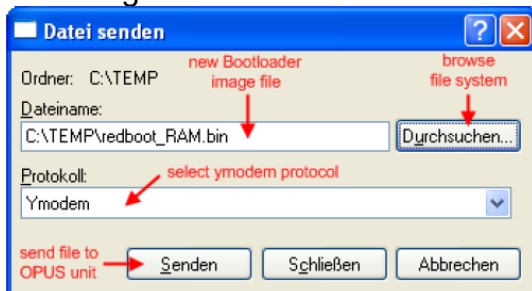 Datei senden
new Bootloader
image file
browse
file system
Ordner: C:\TEMP
Dateiname:
C:\TEMP\redboot_RAM.bin
Durchsuchen...
Protokoll:
select ymodem protocol
Ymodem
send file to
OPUS unit
Senden
Schließen
Abbrechen